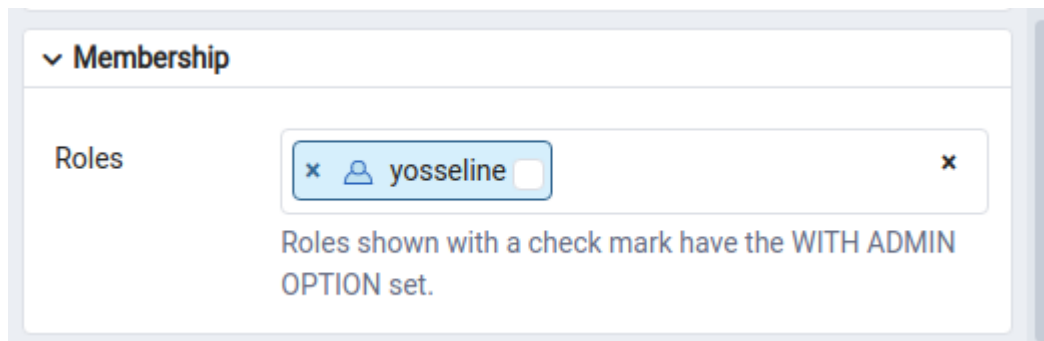 Membership
Roles
yosseline
Roles shown with a check mark have the WITH ADMIN
OPTION set.